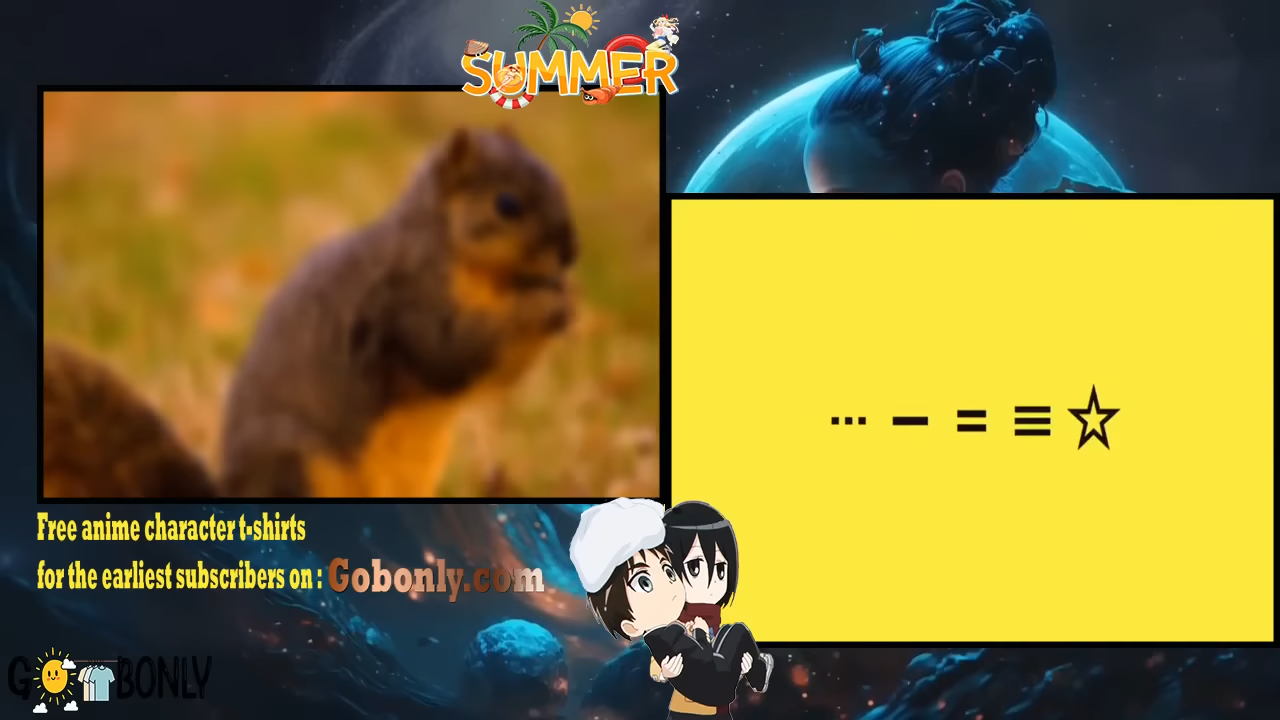 SUMMER
… － = ≡ ☆
Free anime character t-shirts
for the earliest subscribers on : Gobonly.com
GOBONLY